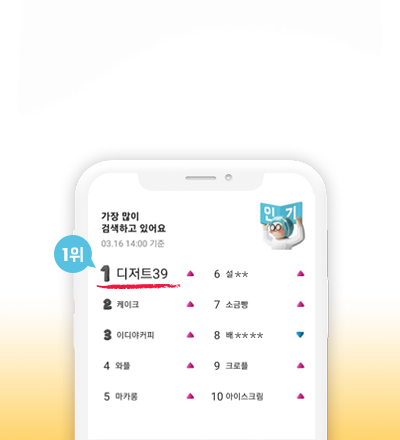 가장 많이
검색하고 있어요
03.16 14:00 기준
인기
1위
1 디저트39
2 케이크
3 이디야커피
4 와플
5 마카롱
6 설**
7 소금빵
8 배****
9 크로플
10 아이스크림